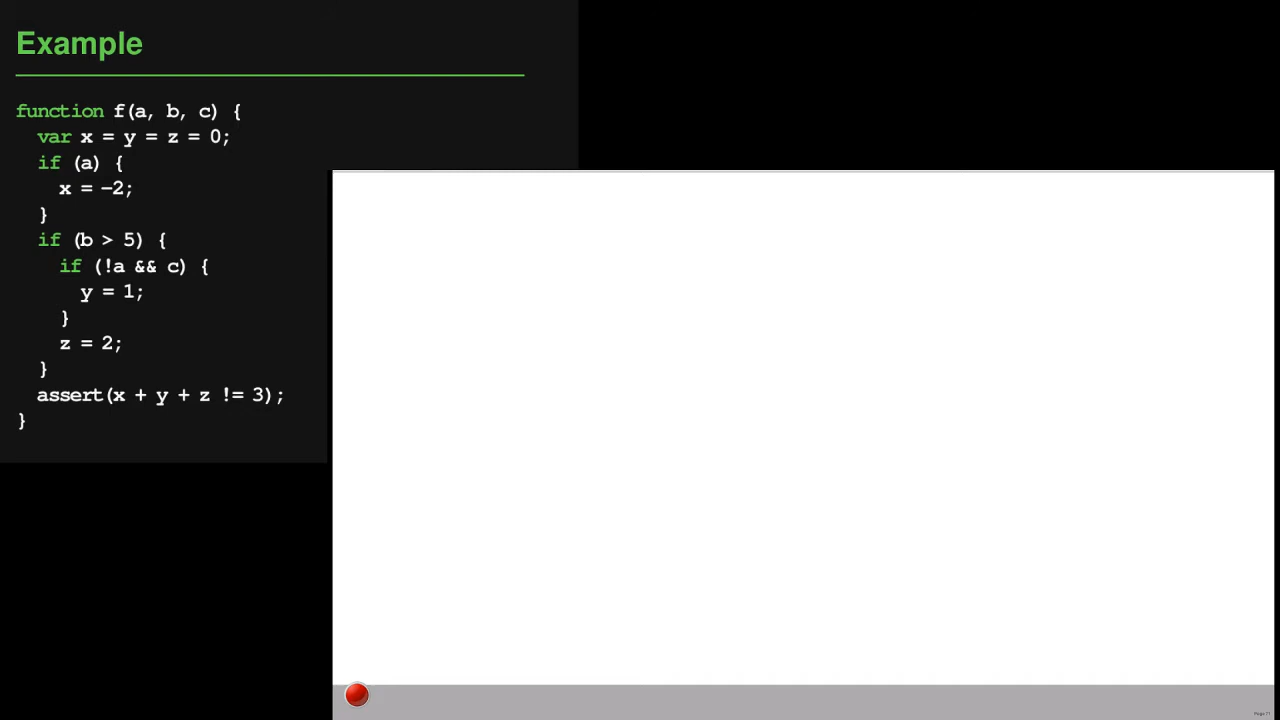 Example
function f(a, b, c) {
  var x = y = z = 0;
  if (a) {
    x = -2;
  }
  if (b > 5) {
    if (!a && c) {
      y = 1;
    }
    z = 2;
  }
  assert(x + y + z != 3);
}